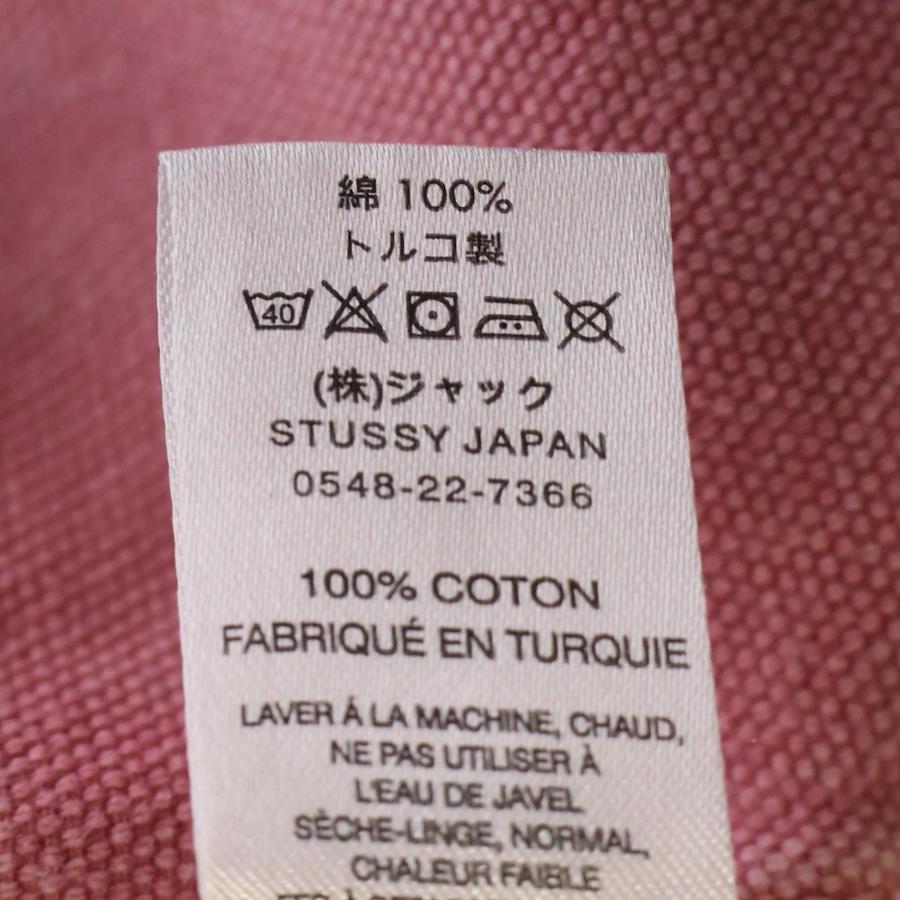 綿 100%
トルコ製
40
(株)ジャック
STUSSY JAPAN
0548-22-7366
100% COTON
FABRIQUÉ EN TURQUIE
LAVER Á LA MACHINE, CHAUD,
NE PAS UTILISER À
L'EAU DE JAVEL
SÈCHE-LINGE, NORMAL,
CHALEUR FAIBLE